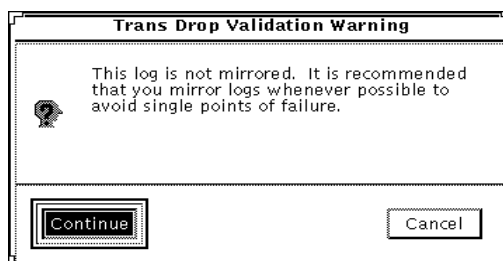 Trans Drop Validation Warning
This log is not mirrored. It is recommended
that you mirror logs whenever possible to
avoid single points of failure.
Continue
Cancel